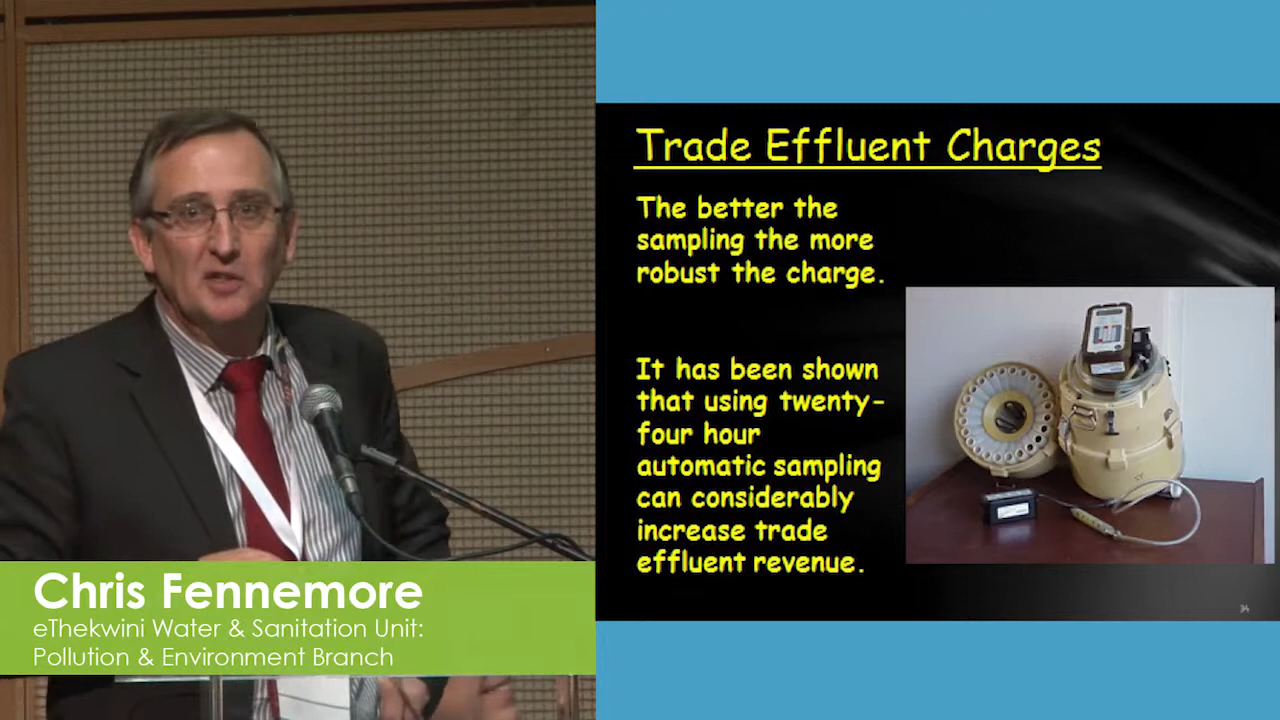 Trade Effluent Charges
The better the
sampling the more
robust the charge.
It has been shown
that using twenty-
four hour
automatic sampling
can considerably
increase trade
effluent revenue.
34
Chris Fennemore
eThekwini Water & Sanitation Unit:
Pollution & Environment Branch